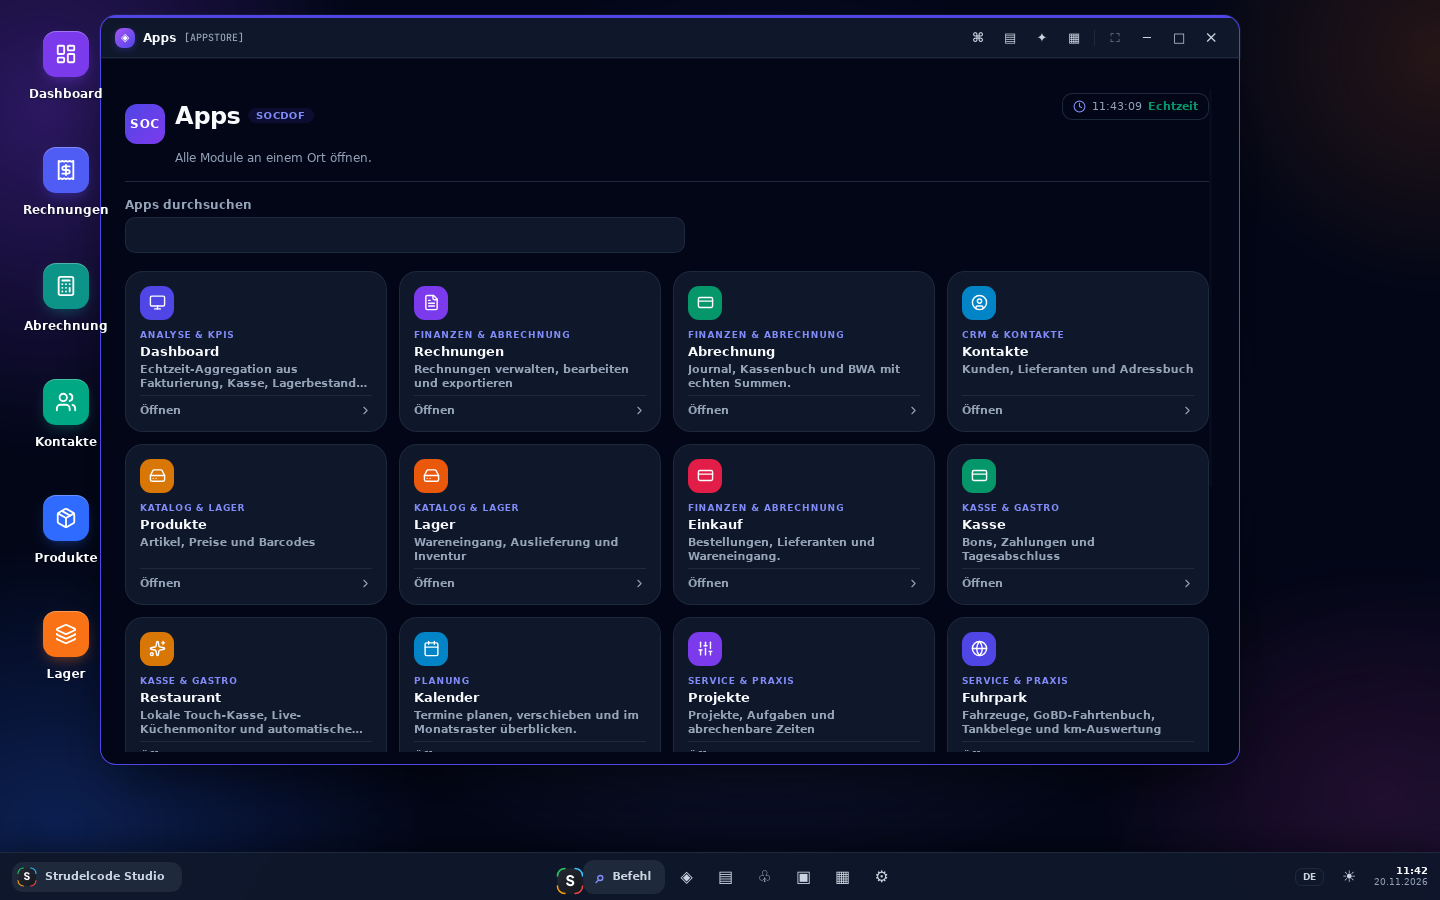 Apps [APPSTORE]
Dashboard
Rechnungen
Abrechnung
Kontakte
Produkte
Lager
SOC
Apps SOCDOF
Alle Module an einem Ort öffnen.
11:43:09 Echtzeit
Apps durchsuchen
ANALYSE & KPIS
Dashboard
Echtzeit-Aggregation aus
Fakturierung, Kasse, Lagerbestand...
Öffnen
FINANZEN & ABRECHNUNG
Rechnungen
Rechnungen verwalten, bearbeiten
und exportieren
Öffnen
FINANZEN & ABRECHNUNG
Abrechnung
Journal, Kassenbuch und BWA mit
echten Summen.
Öffnen
CRM & KONTAKTE
Kontakte
Kunden, Lieferanten und Adressbuch
Öffnen
KATALOG & LAGER
Produkte
Artikel, Preise und Barcodes
Öffnen
KATALOG & LAGER
Lager
Wareneingang, Auslieferung und
Inventur
Öffnen
FINANZEN & ABRECHNUNG
Einkauf
Bestellungen, Lieferanten und
Wareneingang.
Öffnen
KASSE & GASTRO
Kasse
Bons, Zahlungen und
Tagesabschluss
Öffnen
KASSE & GASTRO
Restaurant
Lokale Touch-Kasse, Live-
Küchenmonitor und automatische...
PLANUNG
Kalender
Termine planen, verschieben und im
Monatsraster überblicken.
SERVICE & PRAXIS
Projekte
Projekte, Aufgaben und
abrechenbare Zeiten
SERVICE & PRAXIS
Fuhrpark
Fahrzeuge, GoBD-Fahrtenbuch,
Tankbelege und km-Auswertung
S Strudelcode Studio
S
Befehl
DE
11:42
20.11.2026